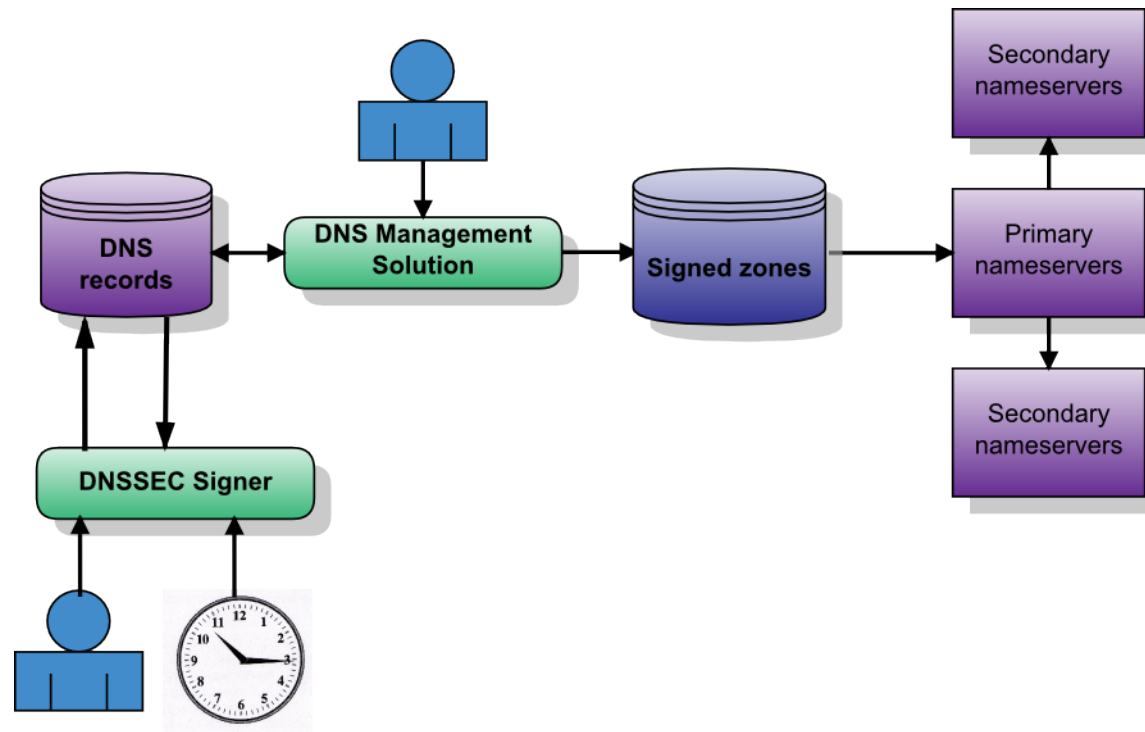 Secondary
nameservers
DNS
records
DNS Management
Solution
Signed zones
Primary
nameservers
Secondary
nameservers
DNSSEC Signer
12
1
2
3
4
5
6
7
8
9
10
11